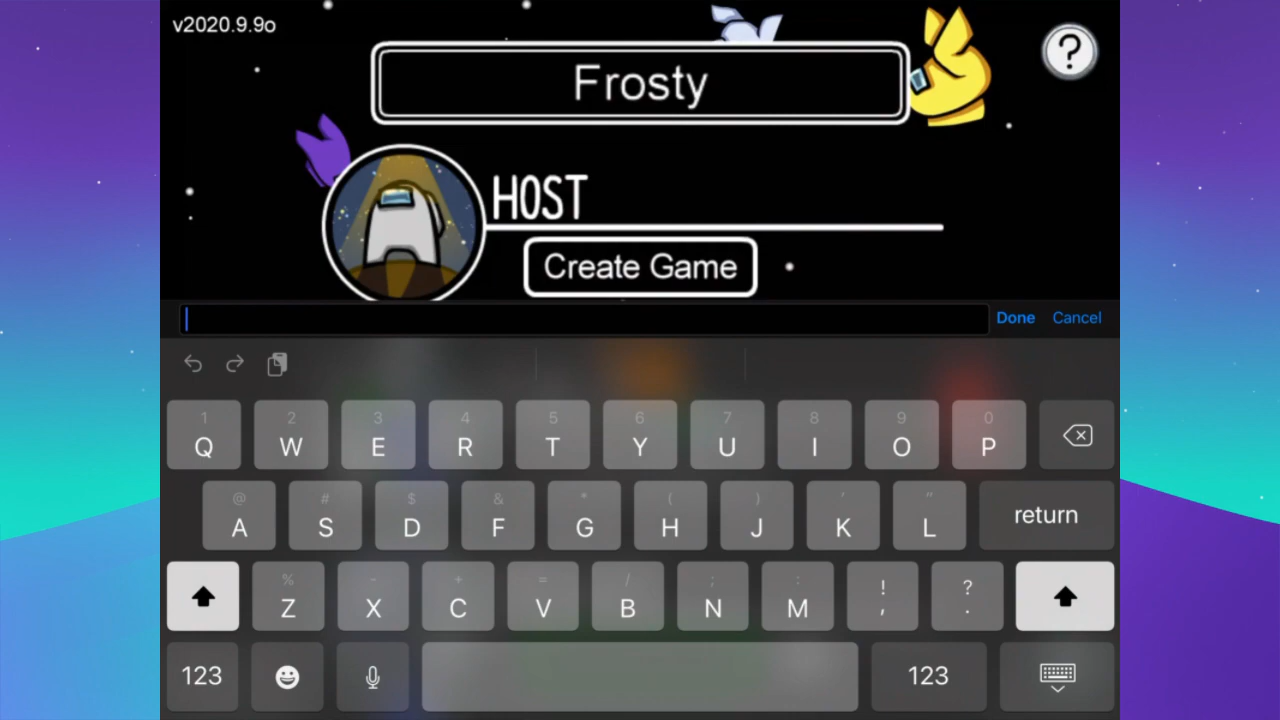 v2020.9.9o
Frosty
?
HOST
Create Game
Done Cancel
1 2 3 4 5 6 7 8 9 0
Q W E R T Y U I O P
@ # $ & * ( ) ' "
A S D F G H J K L return
% - + = / ; : ! ?
Z X C V B N M , .
123 123